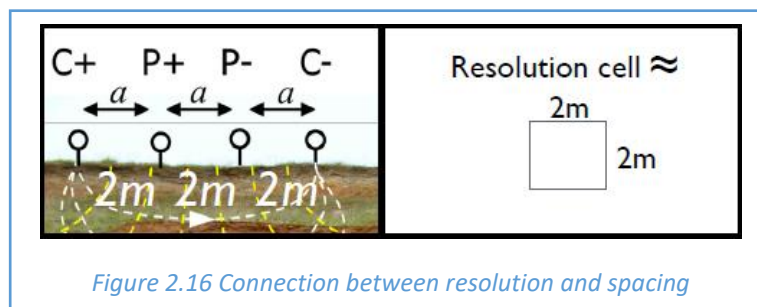 C+ P+ P- C-
a a a
2m 2m 2m
Resolution cell ≈
2m
2m
Figure 2.16 Connection between resolution and spacing